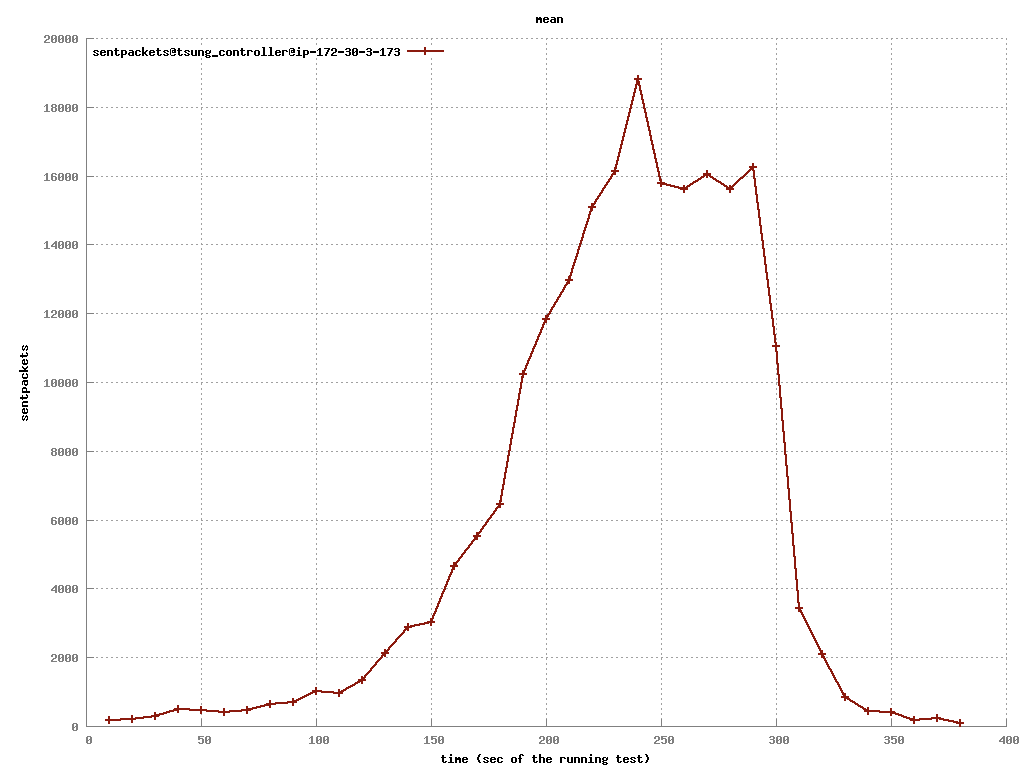 mean
20000
sentpackets@tsung_controller@ip-172-30-3-173
18000
16000
14000
12000
10000
8000
6000
4000
2000
0
sentpackets
0 50 100 150 200 250 300 350 400
time (sec of the running test)